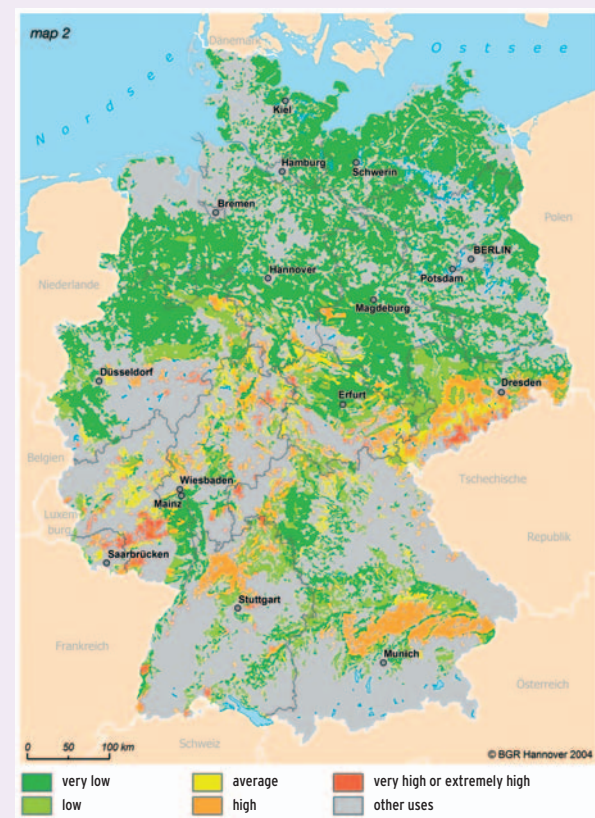 map 2
Dänemark
Ostsee
Nordsee
Kiel
Hamburg
Schwerin
Bremen
Polen
BERLIN
Niederlande
Hannover
Potsdam
Magdeburg
Düsseldorf
Dresden
Erfurt
Belgien
Tschechische
Wiesbaden
Luxem
burg
Mainz
Republik
Saarbrücken
Stuttgart
Frankreich
Munich
Österreich
Schweiz
0 50 100 km
© BGR Hannover 2004
very low average very high or extremely high
low high other uses